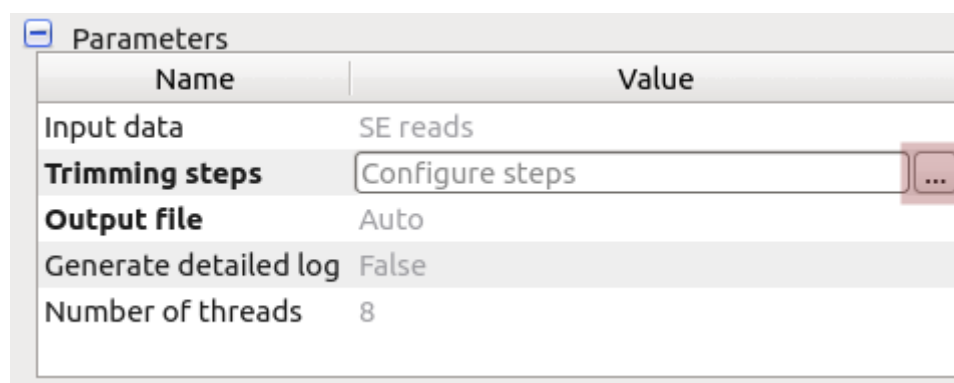 Parameters
Name Value
Input data SE reads
Trimming steps Configure steps ...
Output file Auto
Generate detailed log False
Number of threads 8